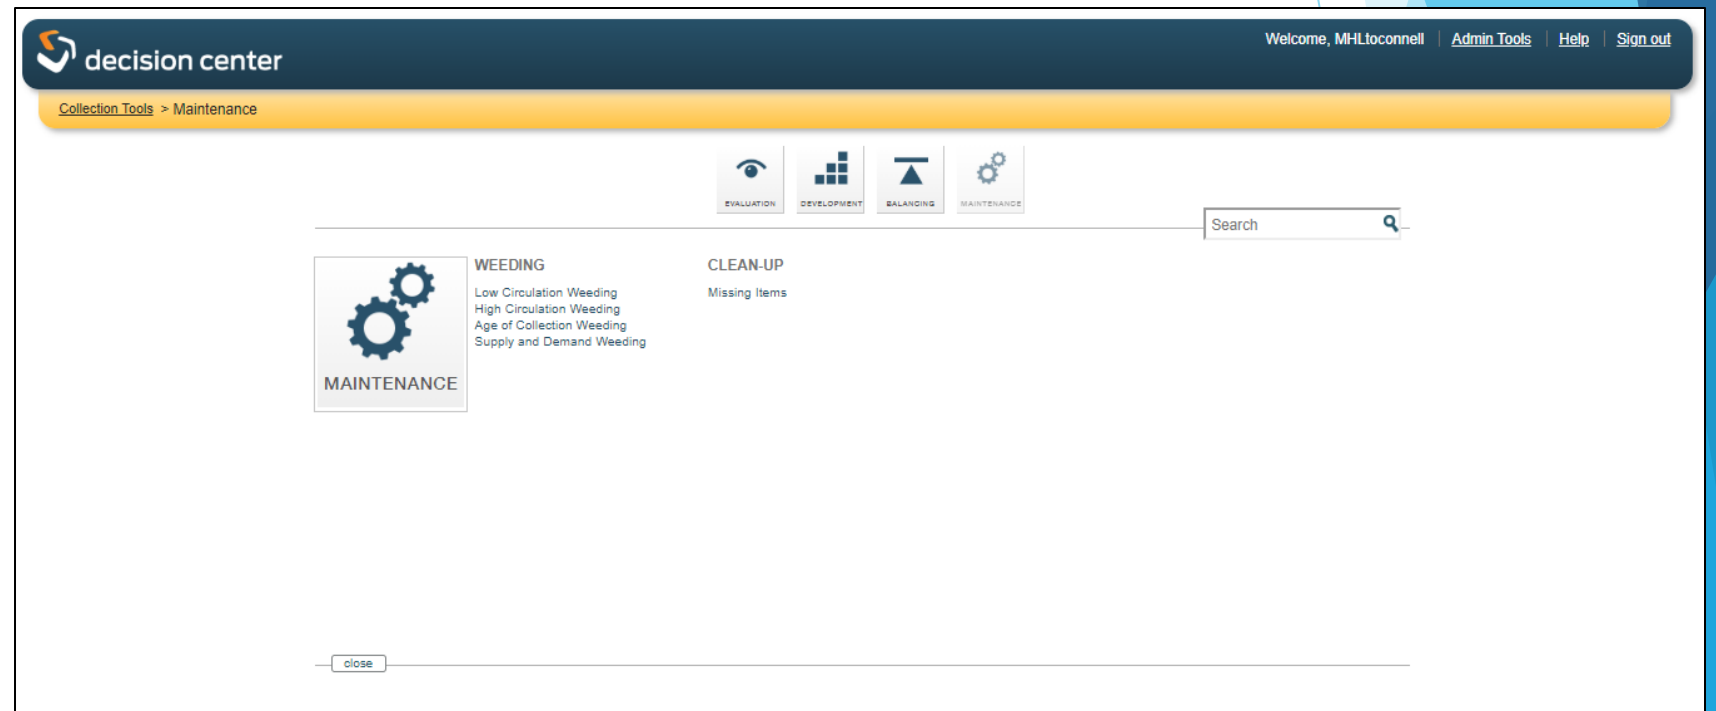 decision center
Welcome, MHLtoconnell | Admin Tools | Help | Sign out
Collection Tools > Maintenance
EVALUATION
DEVELOPMENT
BALANCING
MAINTENANCE
Search
MAINTENANCE
WEEDING
Low Circulation Weeding
High Circulation Weeding
Age of Collection Weeding
Supply and Demand Weeding
CLEAN-UP
Missing Items
close